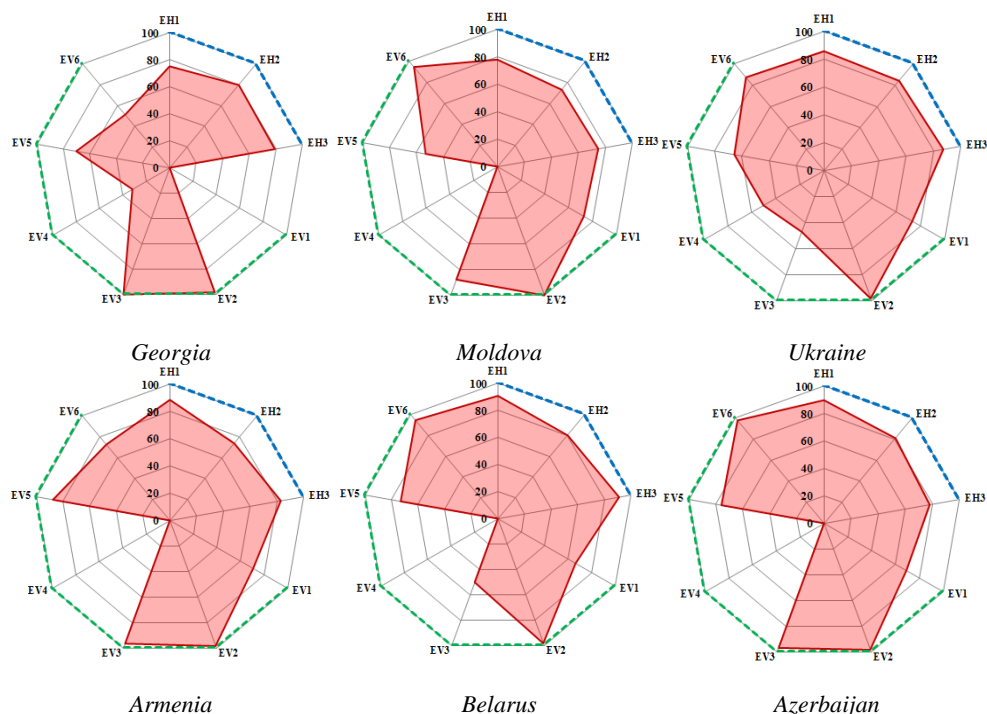 EH1
100
EV6
EH2
80
60
40
EV5
EH3
20
0
EV4
EV1
EV3
EV2
Georgia
EH1
100
EV6
EH2
80
60
40
EV5
EH3
20
0
EV4
EV1
EV3
EV2
Moldova
EH1
100
EV6
EH2
80
60
40
EV5
EH3
20
0
EV4
EV1
EV3
EV2
Ukraine
EH1
100
EV6
EH2
80
60
40
EV5
EH3
20
0
EV4
EV1
EV3
EV2
Armenia
EH1
100
EV6
EH2
80
60
40
EV5
EH3
20
0
EV4
EV1
EV3
EV2
Belarus
EH1
100
EV6
EH2
80
60
40
EV5
EH3
20
0
EV4
EV1
EV3
EV2
Azerbaijan